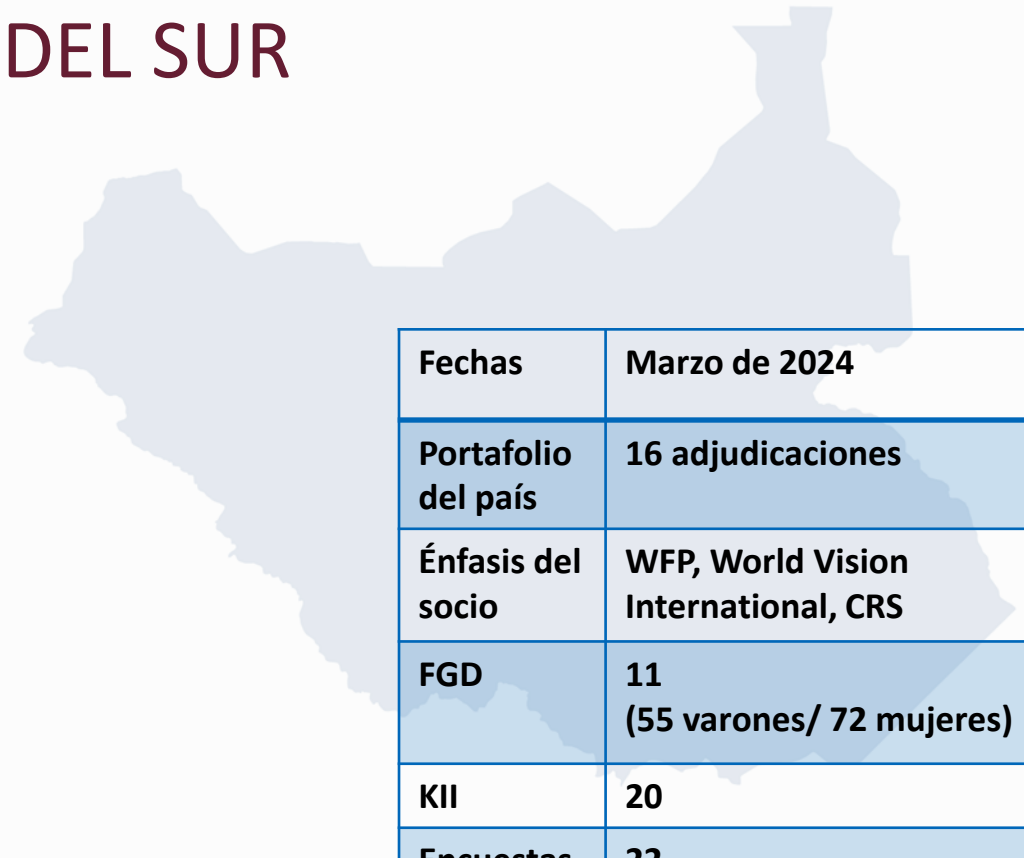 DEL SUR
Fechas
Marzo de 2024
Portafolio
del país
16 adjudicaciones
Énfasis del
socio
WFP, World Vision
International, CRS
FGD
11
(55 varones/ 72 mujeres)
KII
20
Encuestas